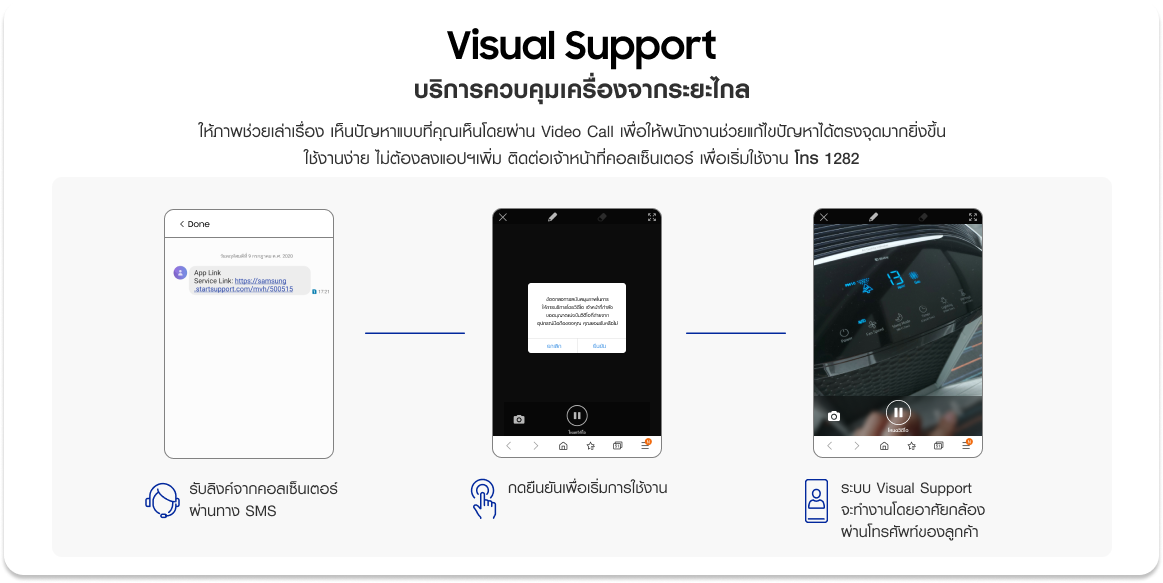 Visual Support
บริการควบคุมเครื่องจากระยะไกล
ให้ภาพช่วยเล่าเรื่อง เห็นปัญหาแบบที่คุณเห็นโดยผ่าน Video Call เพื่อให้พนักงานช่วยแก้ไขปัญหาได้ตรงจุดมากยิ่งขึ้น
ใช้งานง่าย ไม่ต้องลงแอปฯเพิ่ม ติดต่อเจ้าหน้าที่คอลเซ็นเตอร์ เพื่อเริ่มใช้งาน โทร 1282
< Done
App Link
Service Link: https://samsung
.startsupport.com/mvh/500515
17:21
ยกเลิก ยืนยัน
13
รับลิงค์จากคอลเซ็นเตอร์
ผ่านทาง SMS
กดยืนยันเพื่อเริ่มการใช้งาน
ระบบ Visual Support
จะทำงานโดยอาศัยกล้อง
ผ่านโทรศัพท์ของลูกค้า